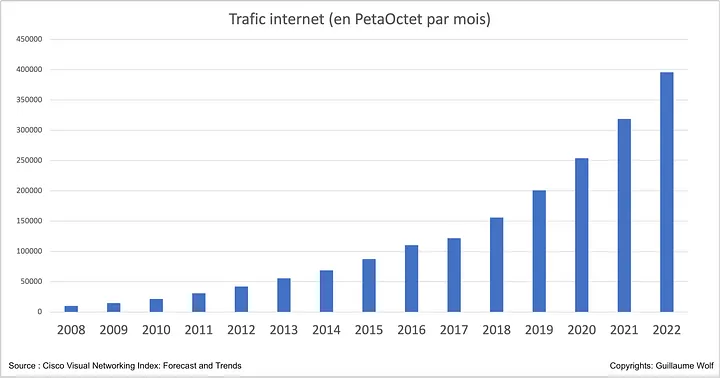 Trafic internet (en PetaOctet par mois)
450000
400000
350000
300000
250000
200000
150000
100000
50000
0
2008 2009 2010 2011 2012 2013 2014 2015 2016 2017 2018 2019 2020 2021 2022
Source : Cisco Visual Networking Index: Forecast and Trends
Copyrights: Guillaume Wolf